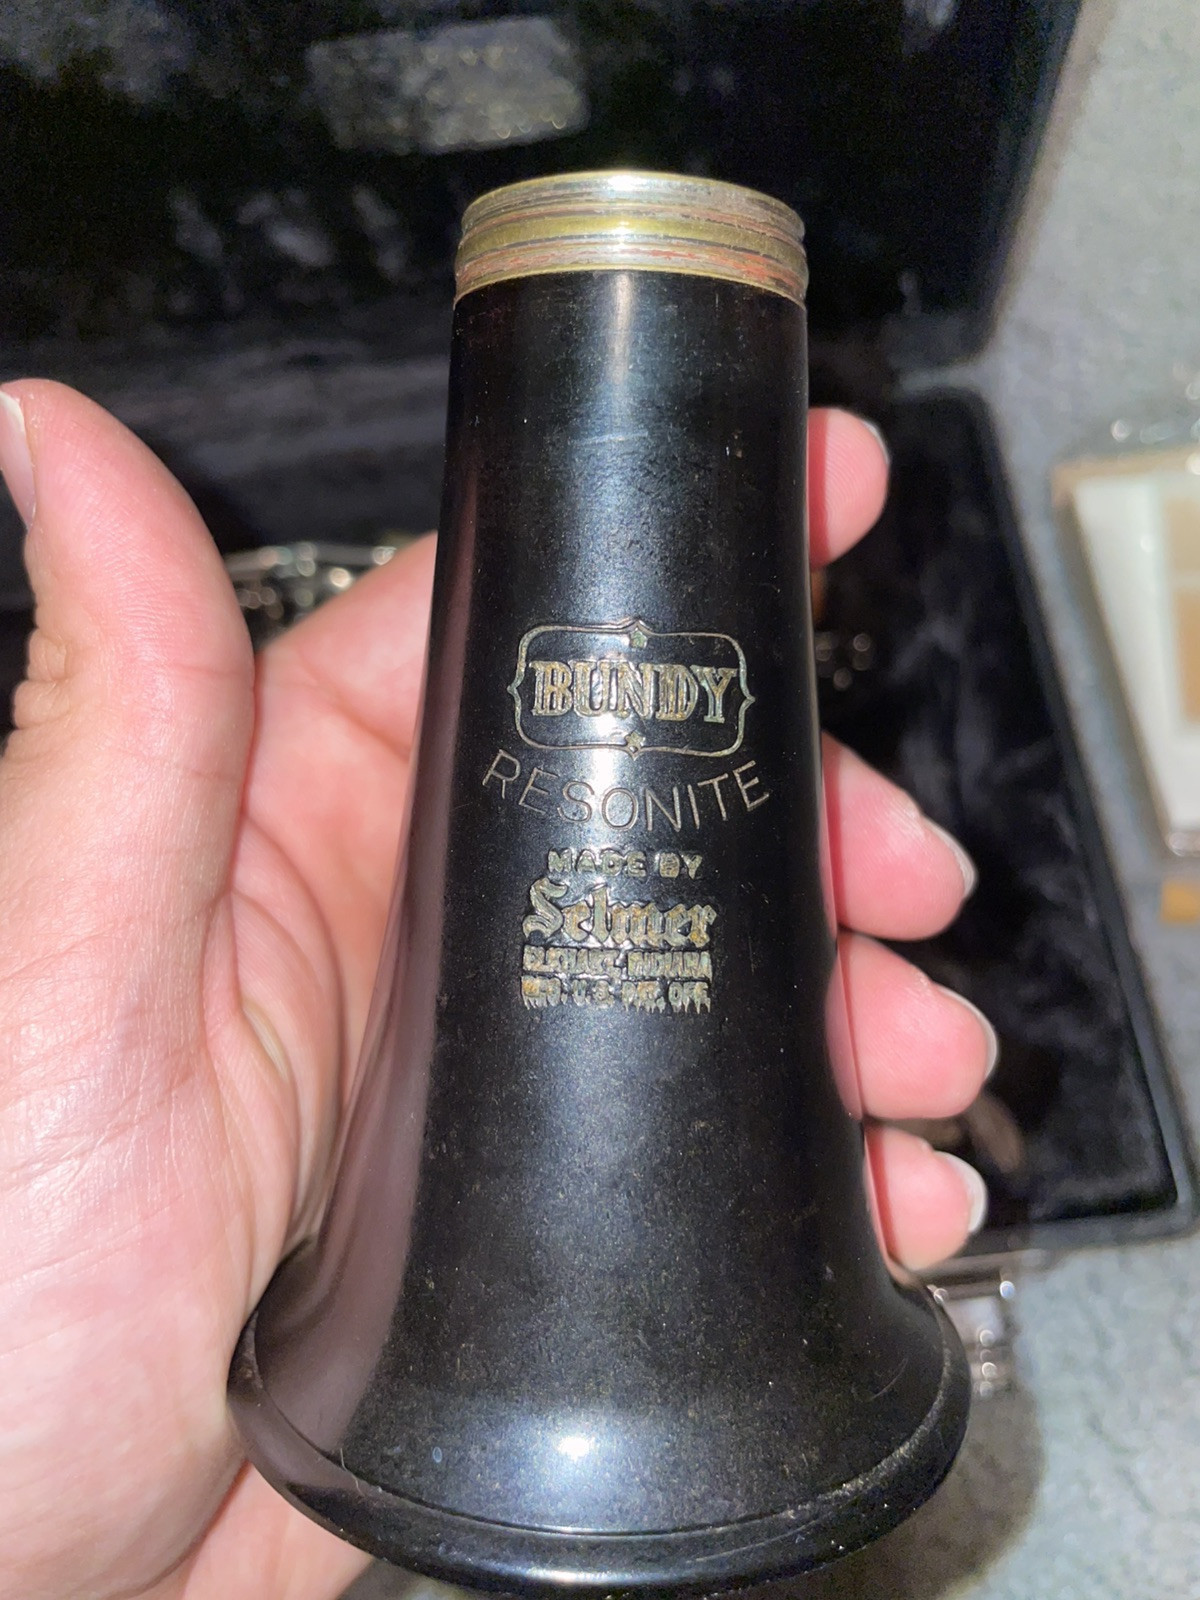 BUNDY
RESONITE
MADE BY
Selmer
ELKHART, INDIANA
REG. U.S. PAT. OFF.